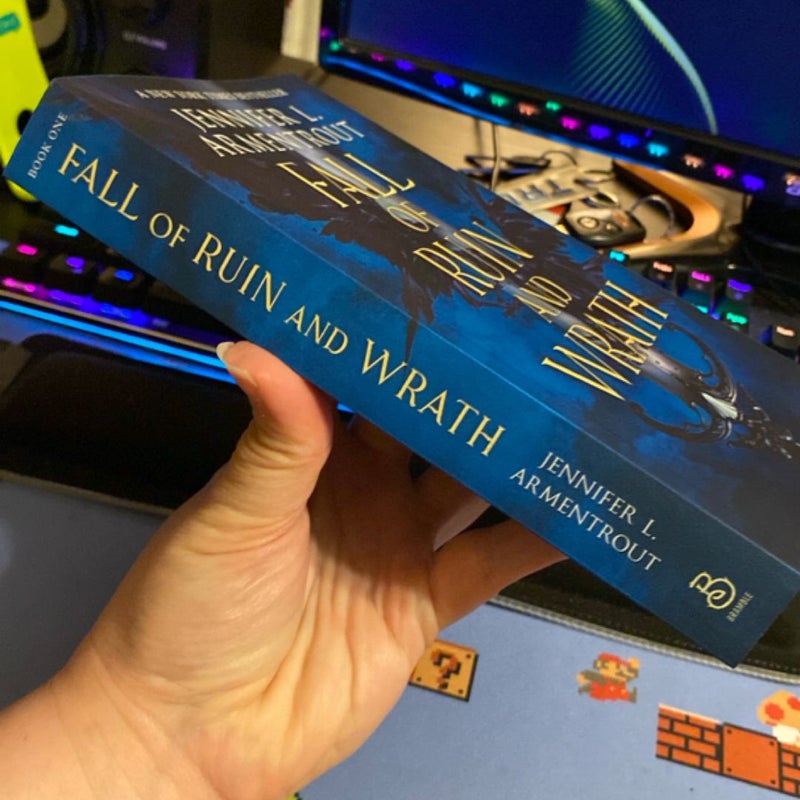 A NEW YORK TIMES BESTSELLER
JENNIFER L.
ARMENTROUT
FALL
OF
RUIN
AND
WRATH
BOOK ONE
FALL OF RUIN AND WRATH
JENNIFER L.
ARMENTROUT
B
BRAMBLE
?